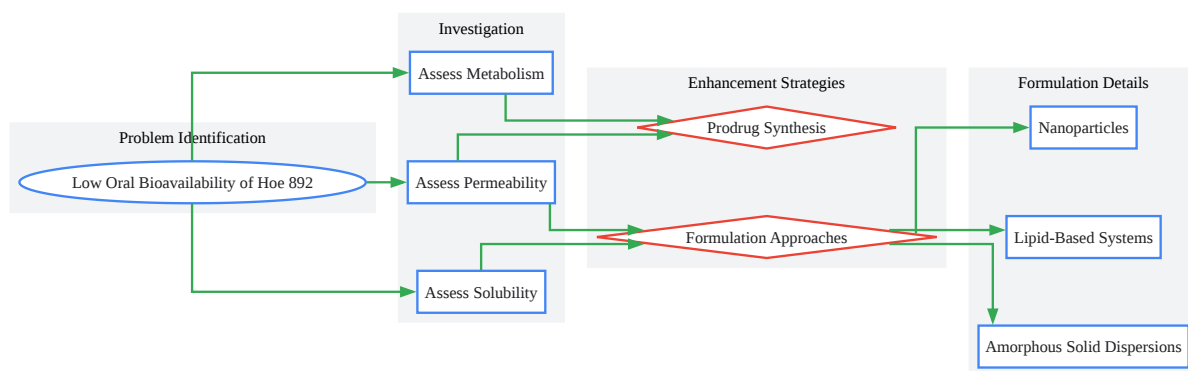 Problem Identification
Low Oral Bioavailability of Hoe 892
Investigation
Assess Metabolism
Assess Permeability
Assess Solubility
Enhancement Strategies
Prodrug Synthesis
Formulation Approaches
Formulation Details
Nanoparticles
Lipid-Based Systems
Amorphous Solid Dispersions